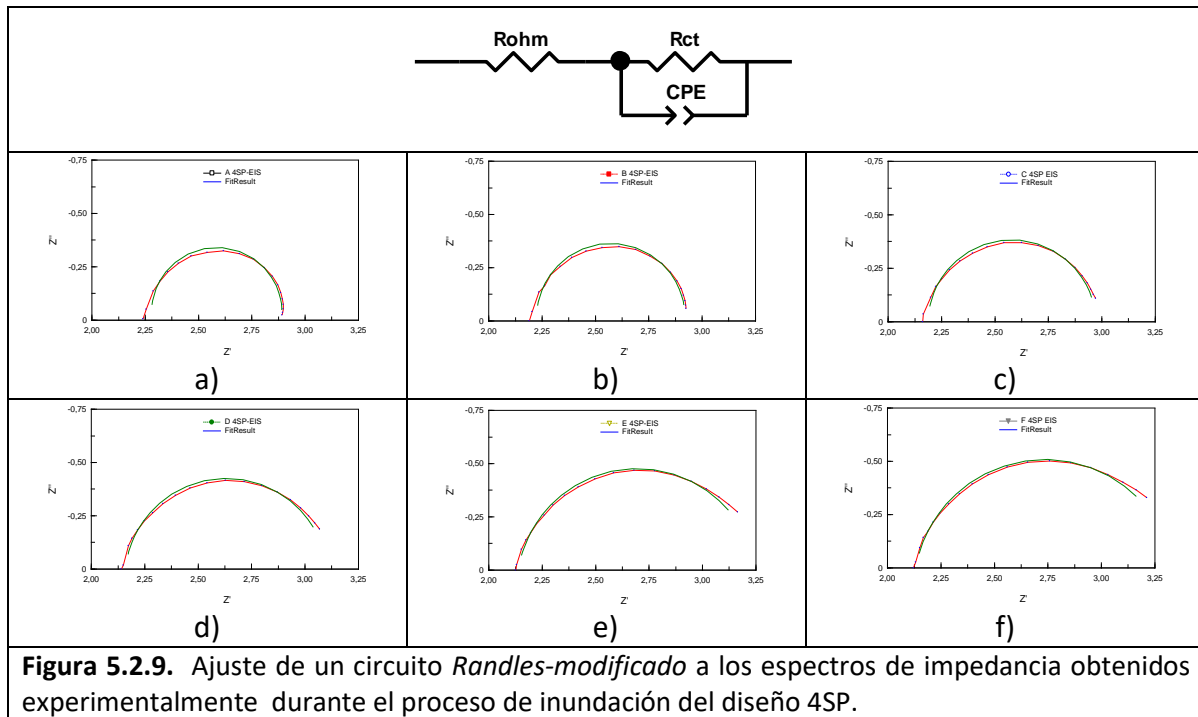 Rohm
Rct
CPE
-0,75
-0,50
-0,25
0
2,00 2,25 2,50 2,75 3,00 3,25
Z''
Z'
A 4SP-EIS
FitResult
a)
-0,75
-0,50
-0,25
0
2,00 2,25 2,50 2,75 3,00 3,25
Z''
Z'
B 4SP-EIS
FitResult
b)
-0,75
-0,50
-0,25
0
2,00 2,25 2,50 2,75 3,00 3,25
Z''
Z'
C 4SP EIS
FitResult
c)
-0,75
-0,50
-0,25
0
2,00 2,25 2,50 2,75 3,00 3,25
Z''
Z'
D 4SP-EIS
FitResult
d)
-0,75
-0,50
-0,25
0
2,00 2,25 2,50 2,75 3,00 3,25
Z''
Z'
E 4SP-EIS
FitResult
e)
-0,75
-0,50
-0,25
0
2,00 2,25 2,50 2,75 3,00 3,25
Z''
Z'
F 4SP EIS
FitResult
f)
Figura 5.2.9. Ajuste de un circuito Randles-modificado a los espectros de impedancia obtenidos
experimentalmente durante el proceso de inundación del diseño 4SP.